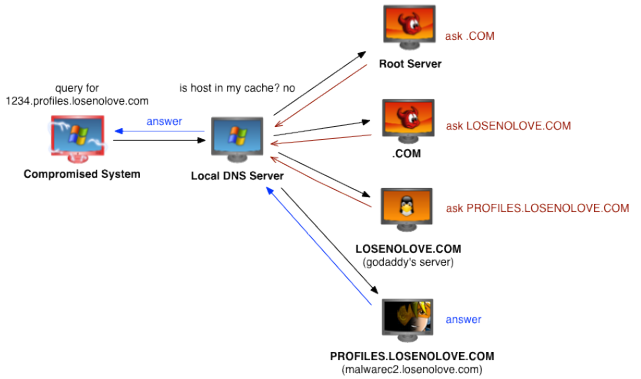 ask .COM
Root Server
query for
1234.profiles.losenolove.com
is host in my cache? no
answer
Compromised System
Local DNS Server
ask LOSENOLOVE.COM
.COM
ask PROFILES.LOSENOLOVE.COM
LOSENOLOVE.COM
(godaddy's server)
answer
PROFILES.LOSENOLOVE.COM
(malwarec2.losenolove.com)